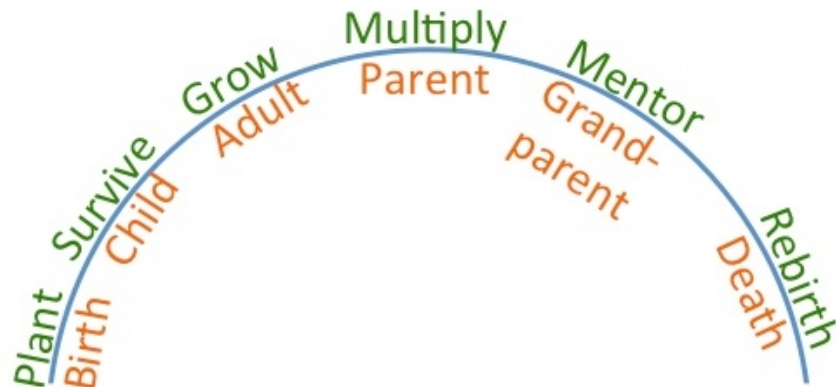 Plant
Birth
Survive
Child
Grow
Adult
Multiply
Parent
Mentor
Grand-
parent
Rebirth
Death